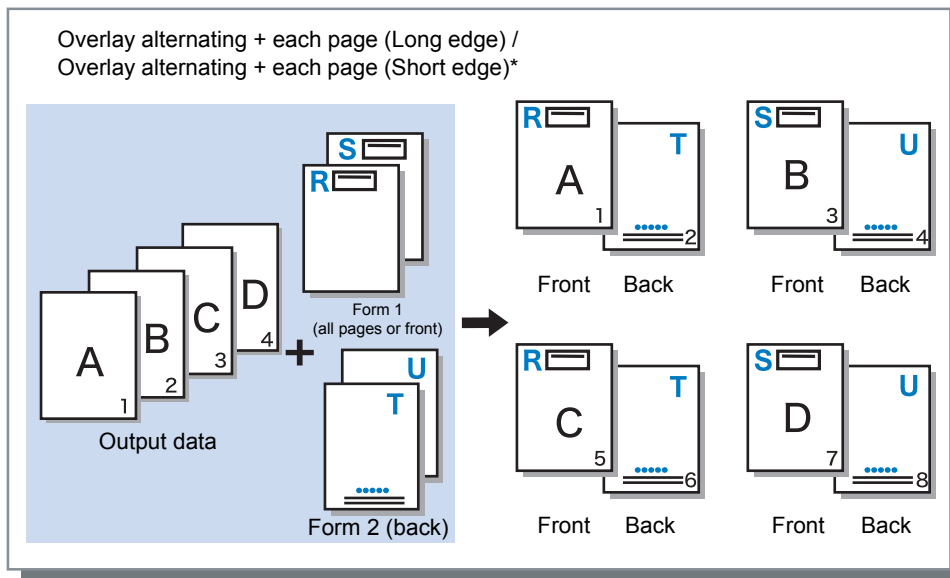 Overlay alternating + each page (Long edge) /
Overlay alternating + each page (Short edge)*
A
1
B
2
C
3
D
4
Output data
+
S
R
Form 1
(all pages or front)
U
T
Form 2 (back)
R
A
1
T
2
Front Back
S
B
3
U
4
Front Back
R
C
5
T
6
Front Back
S
D
7
U
8
Front Back